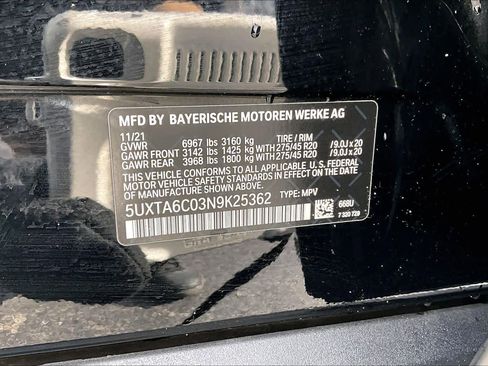 MFD BY BAYERISCHE MOTOREN WERKE AG
11/21
GVWR 6967 lbs 3160 kg TIRE / RIM
GAWR FRONT 3142 lbs 1425 kg WITH 275/45 R20 /9.0J x 20
GAWR REAR 3968 lbs 1800 kg WITH 275/45 R20 /9.0J x 20
THIS VEHICLE CONFORMS TO ALL APPLICABLE U.S. FEDERAL
MOTOR VEHICLE SAFETY STANDARDS IN EFFECT ON THE DATE
OF MANUFACTURE SHOWN ABOVE. TYPE: MPV
5UXTA6C03N9K25362
668U
7 320 729